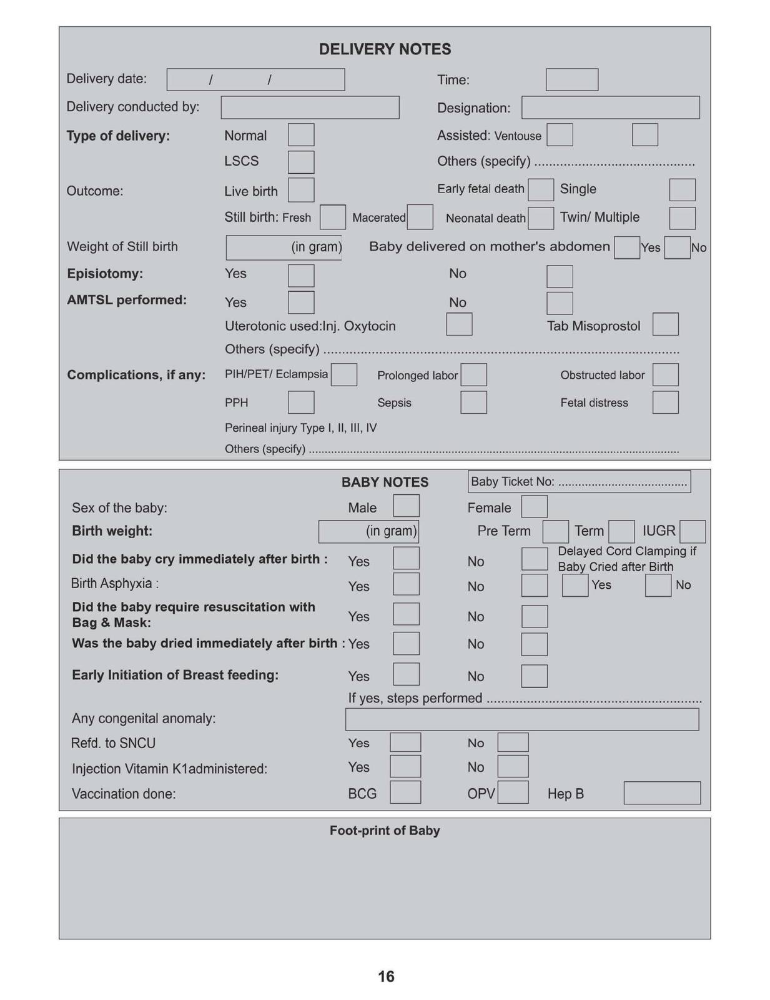 DELIVERY NOTES
Delivery date: / / Time:
Delivery conducted by: Designation:
Type of delivery: Normal Assisted: Ventouse
LSCS Others (specify) ............................................
Outcome: Live birth Early fetal death Single
Still birth: Fresh Macerated Neonatal death Twin/ Multiple
Weight of Still birth (in gram) Baby delivered on mother's abdomen Yes No
Episiotomy: Yes No
AMTSL performed: Yes No
Uterotonic used:Inj. Oxytocin Tab Misoprostol
Others (specify) ................................................................................................
Complications, if any: PIH/PET/ Eclampsia Prolonged labor Obstructed labor
PPH Sepsis Fetal distress
Perineal injury Type I, II, III, IV
Others (specify) ......................................................................................................................
BABY NOTES Baby Ticket No: .......................................
Sex of the baby: Male Female
Birth weight: (in gram) Pre Term Term IUGR
Did the baby cry immediately after birth : Yes No Delayed Cord Clamping if
Baby Cried after Birth
Birth Asphyxia : Yes No Yes No
Did the baby require resuscitation with
Bag & Mask: Yes No
Was the baby dried immediately after birth : Yes No
Early Initiation of Breast feeding: Yes No
If yes, steps performed .........................................................
Any congenital anomaly:
Refd. to SNCU Yes No
Injection Vitamin K1administered: Yes No
Vaccination done: BCG OPV Hep B
Foot-print of Baby
16